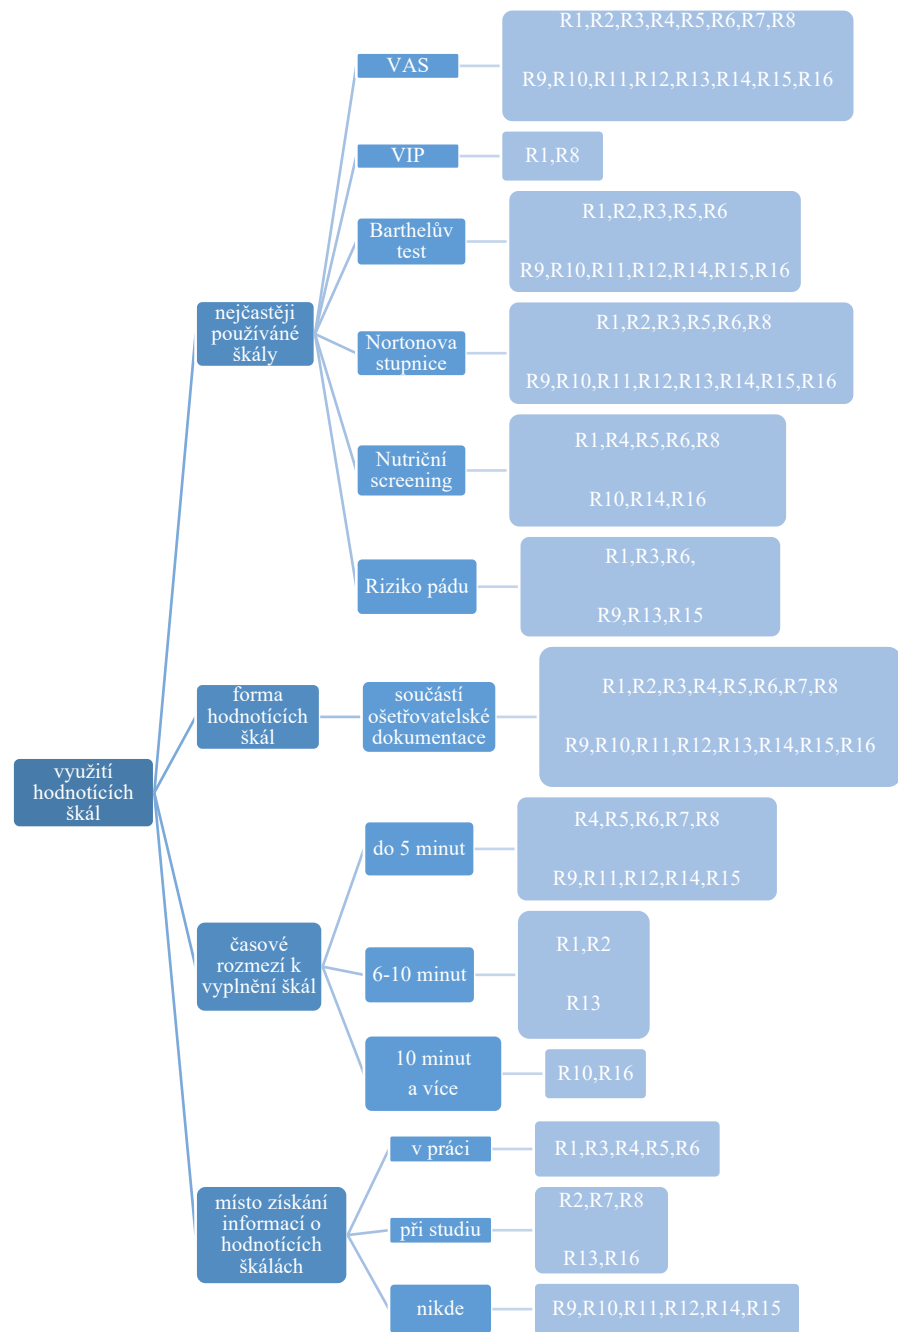 využití
hodnotících
škál
nejčastěji
používáné
škály
VAS
R1,R2,R3,R4,R5,R6,R7,R8
R9,R10,R11,R12,R13,R14,R15,R16
VIP
R1,R8
Barthelův
test
R1,R2,R3,R5,R6
R9,R10,R11,R12,R14,R15,R16
Nortonova
stupnice
R1,R2,R3,R5,R6,R8
R9,R10,R11,R12,R13,R14,R15,R16
Nutriční
screening
R1,R4,R5,R6,R8
R10,R14,R16
Riziko pádu
R1,R3,R6,
R9,R13,R15
forma
hodnotících
škál
součástí
ošetřovatelské
dokumentace
R1,R2,R3,R4,R5,R6,R7,R8
R9,R10,R11,R12,R13,R14,R15,R16
časové
rozmezí k
vyplnění škál
do 5 minut
R4,R5,R6,R7,R8
R9,R11,R12,R14,R15
6-10 minut
R1,R2
R13
10 minut
a více
R10,R16
místo získání
informací o
hodnotících
škálách
v práci
R1,R3,R4,R5,R6
při studiu
R2,R7,R8
R13,R16
nikde
R9,R10,R11,R12,R14,R15